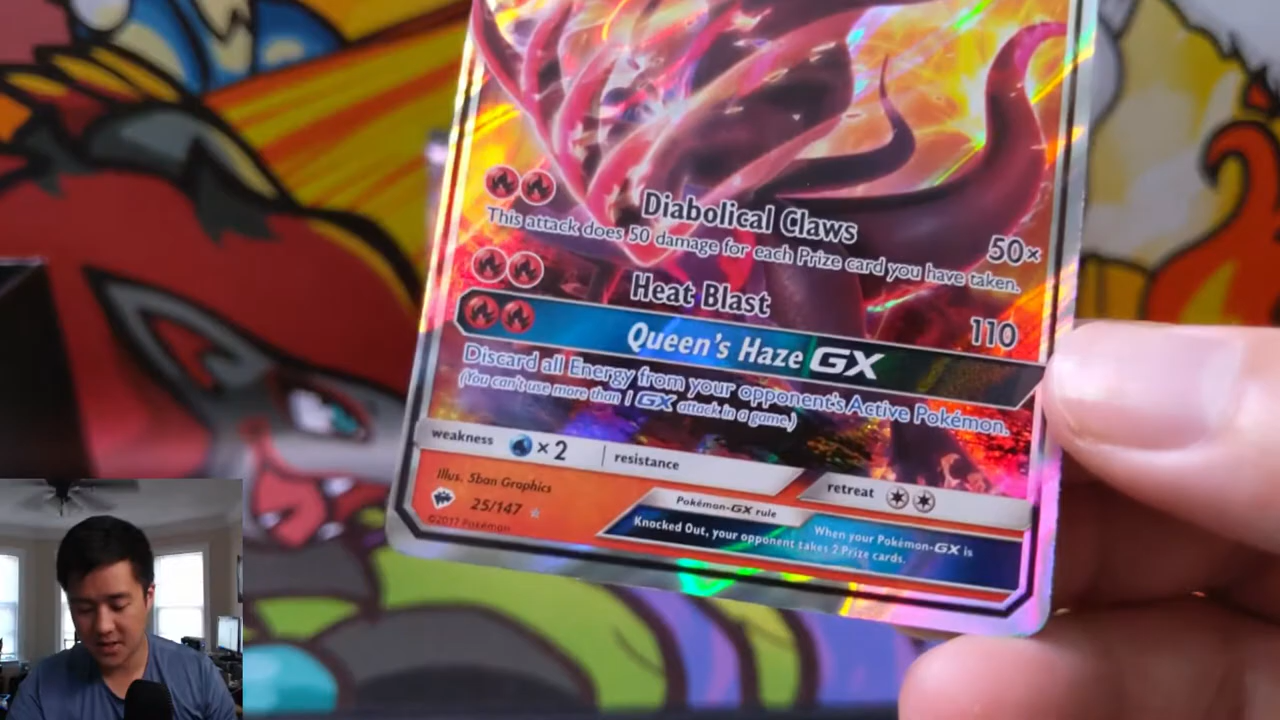 Diabolical Claws 50×
This attack does 50 damage for each Prize card you have taken.
Heat Blast 110
Queen's Haze GX
Discard all Energy from your opponent's Active Pokémon.
(You can't use more than 1 GX attack in a game.)
weakness ×2 resistance retreat
Illus. 5ban Graphics
25/147
©2017 Pokémon
Pokémon-GX rule
When your Pokémon-GX is
Knocked Out, your opponent takes 2 Prize cards.